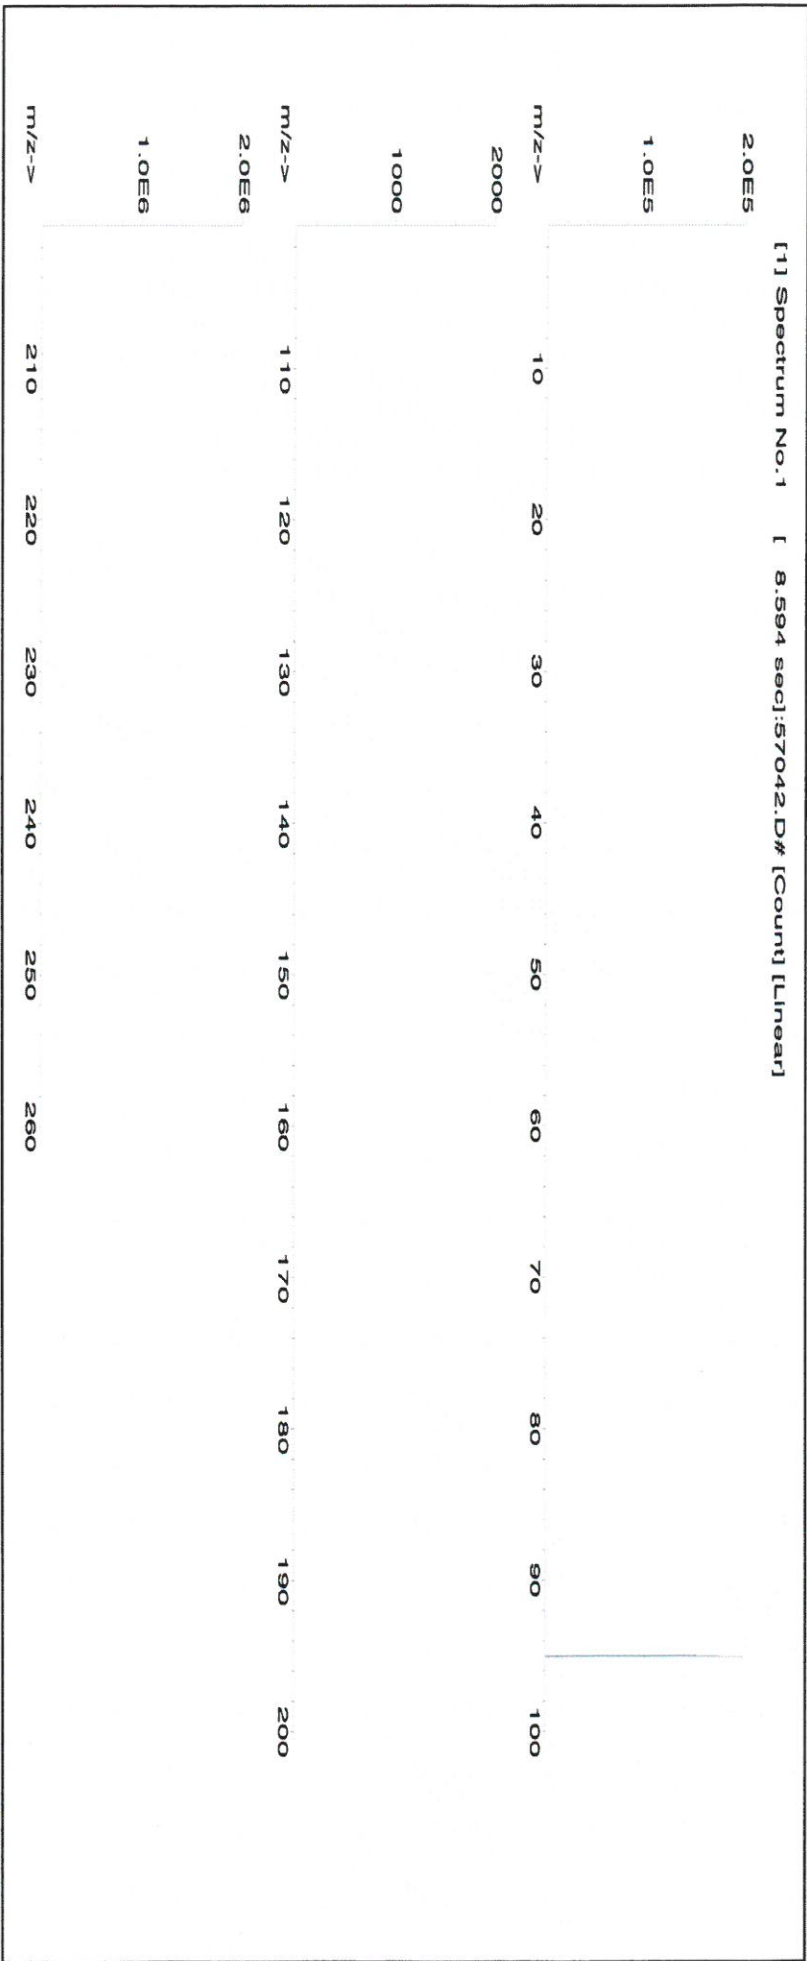 [1] Spectrum No.1 [ 8.594 sec]:57042.D# [Count] [Linear]
2.0E5
1.0E5
m/z-> 10 20 30 40 50 60 70 80 90 100
2000
1000
m/z-> 110 120 130 140 150 160 170 180 190 200
2.0E6
1.0E6
m/z-> 210 220 230 240 250 260